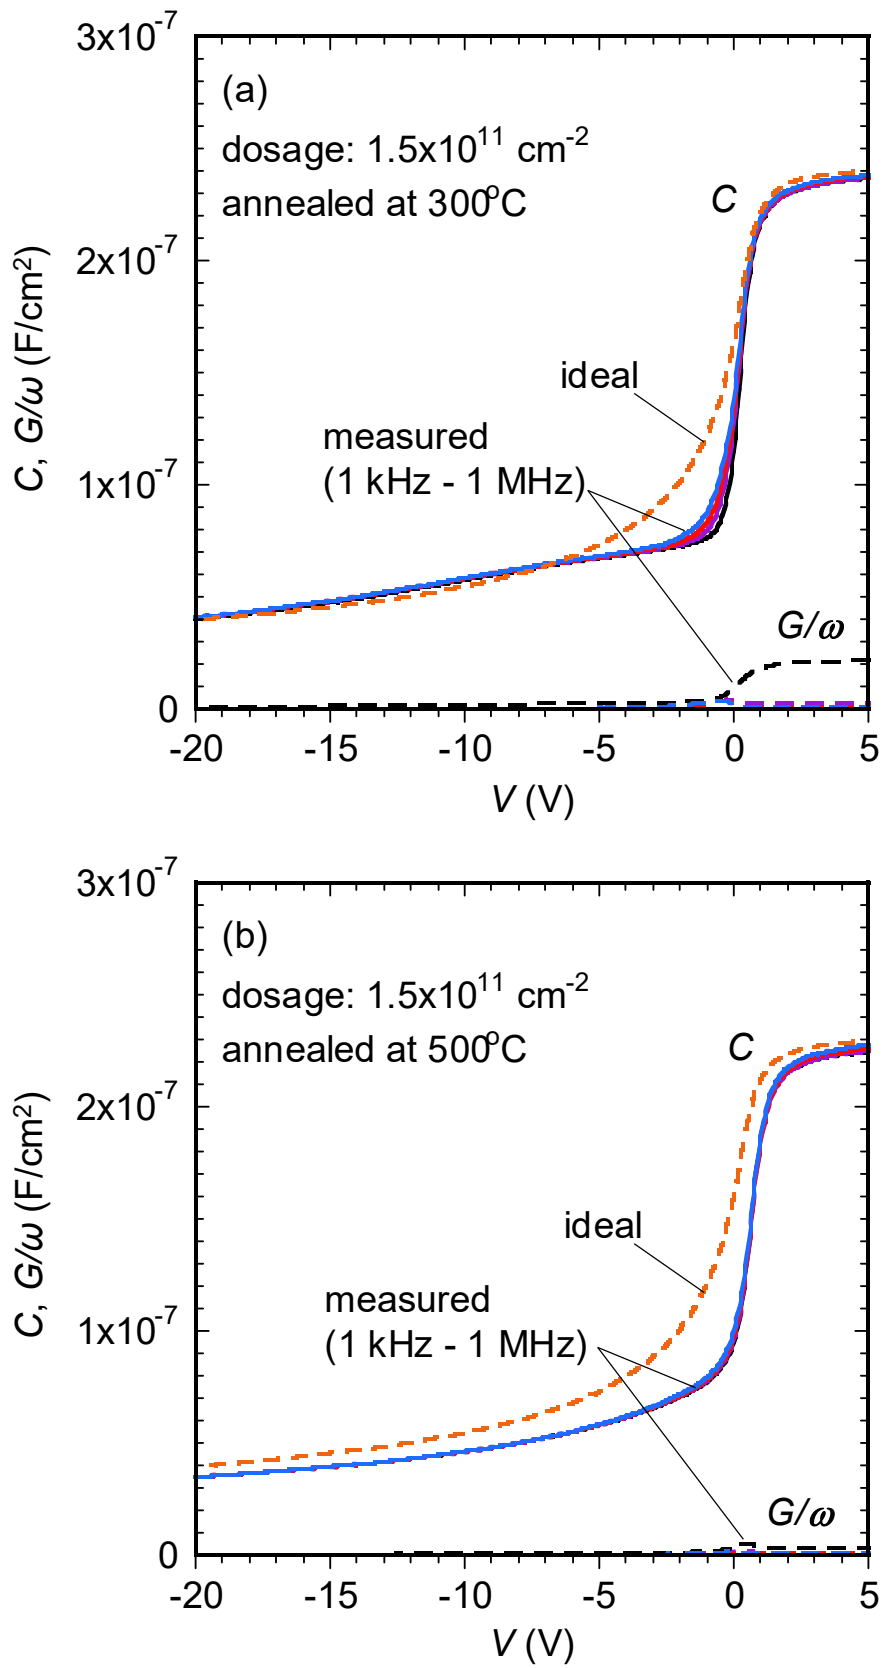 3x10⁻⁷
(a)
dosage: 1.5x10¹¹ cm⁻²
annealed at 300°C
C
2x10⁻⁷
C, G/ω (F/cm²)
ideal
measured
(1 kHz - 1 MHz)
1x10⁻⁷
G/ω
0
-20 -15 -10 -5 0 5
V (V)
3x10⁻⁷
(b)
dosage: 1.5x10¹¹ cm⁻²
annealed at 500°C
C
2x10⁻⁷
C, G/ω (F/cm²)
ideal
measured
(1 kHz - 1 MHz)
1x10⁻⁷
G/ω
0
-20 -15 -10 -5 0 5
V (V)